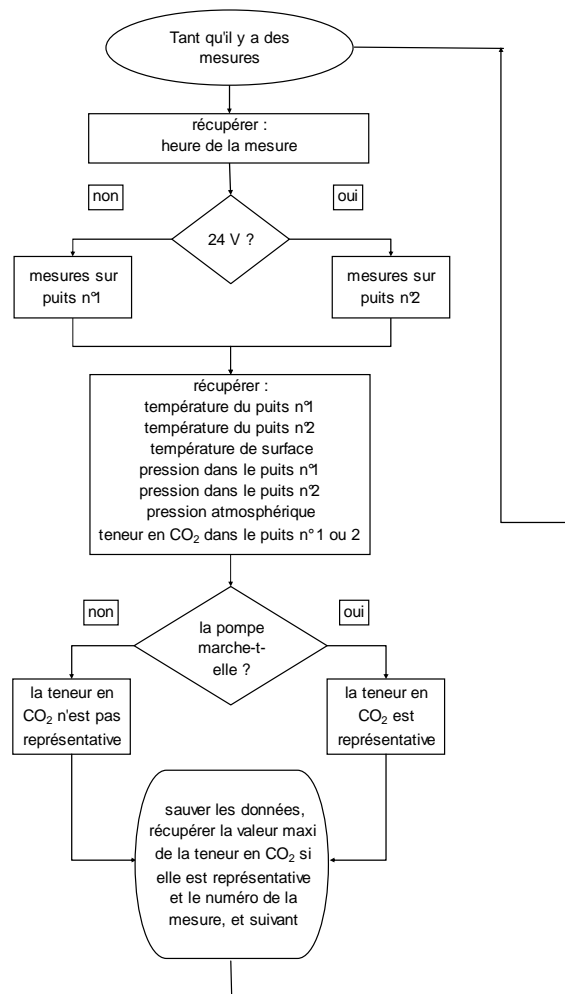 Tant qu'il y a des
mesures
récupérer :
heure de la mesure
non
oui
24 V ?
mesures sur
puits n°1
mesures sur
puits n°2
récupérer :
température du puits n°1
température du puits n°2
température de surface
pression dans le puits n°1
pression dans le puits n°2
pression atmosphérique
teneur en CO₂ dans le puits n° 1 ou 2
non
oui
la pompe
marche-t-
elle ?
la teneur en
CO₂ n'est pas
représentative
la teneur en
CO₂ est
représentative
sauver les données,
récupérer la valeur maxi
de la teneur en CO₂ si
elle est représentative
et le numéro de la
mesure, et suivant